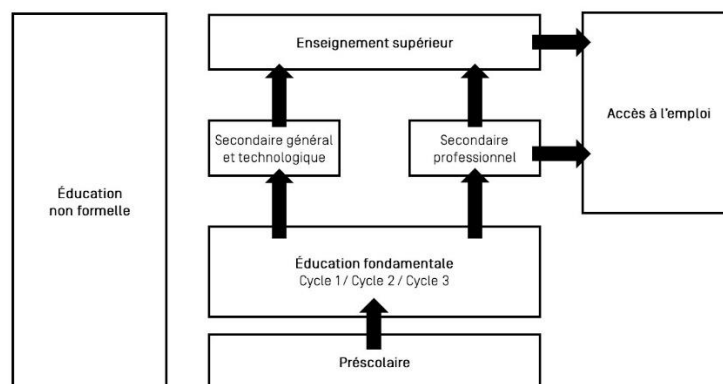 Enseignement supérieur
Accès à l'emploi
Secondaire général
et technologique
Secondaire
professionnel
Éducation
non formelle
Éducation fondamentale
Cycle 1 / Cycle 2 / Cycle 3
Préscolaire